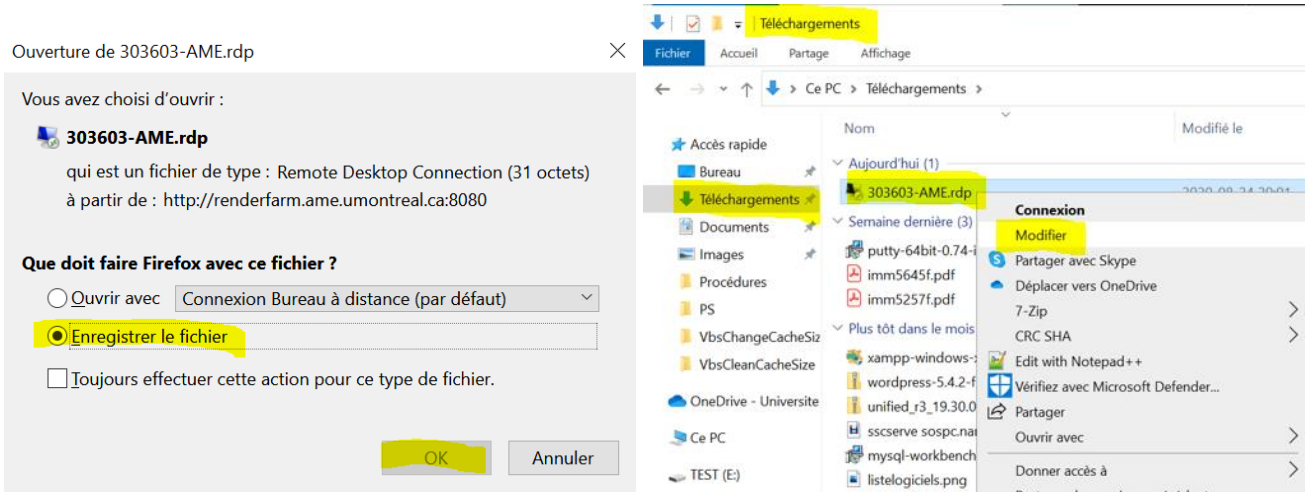 Ouverture de 303603-AME.rdp
Vous avez choisi d'ouvrir :
303603-AME.rdp
qui est un fichier de type : Remote Desktop Connection (31 octets)
à partir de : http://renderfarm.ame.umontreal.ca:8080
Que doit faire Firefox avec ce fichier ?
Ouvrir avec Connexion Bureau à distance (par défaut)
Enregistrer le fichier
Toujours effectuer cette action pour ce type de fichier.
OK Annuler
Téléchargements
Fichier Accueil Partage Affichage
Ce PC > Téléchargements >
Nom Modifié le
Accès rapide
Bureau
Téléchargements
Documents
Images
Procédures
PS
VbsChangeCacheSiz
VbsCleanCacheSize
OneDrive - Universite
Ce PC
TEST (E:)
Aujourd'hui (1)
303603-AME.rdp
Semaine dernière (3)
putty-64bit-0.74-i
imm5645f.pdf
imm5257f.pdf
Plus tôt dans le mois
xampp-windows-
wordpress-5.4.2-f
unified_r3_19.30.0
sscserve sospc.nar
mysql-workbench
listelogiciels.png
Connexion
Modifier
Partager avec Skype
Déplacer vers OneDrive
7-Zip
CRC SHA
Edit with Notepad++
Vérifiez avec Microsoft Defender...
Partager
Ouvrir avec
Donner accès à